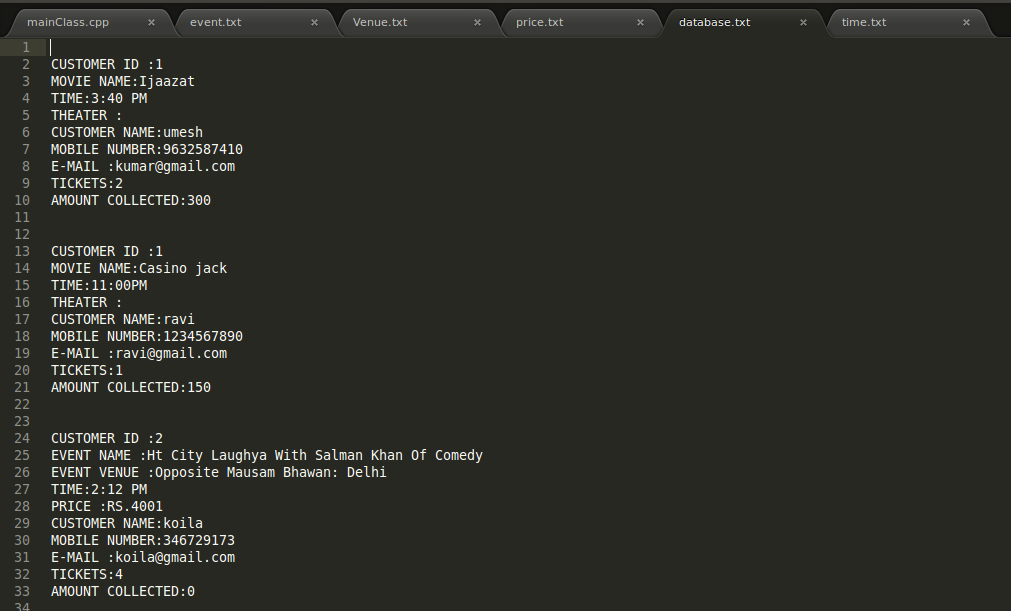 mainClass.cpp × event.txt × Venue.txt × price.txt × database.txt × time.txt ×
1
2 CUSTOMER ID :1
3 MOVIE NAME:Ijaazat
4 TIME:3:40 PM
5 THEATER :
6 CUSTOMER NAME:umesh
7 MOBILE NUMBER:9632587410
8 E-MAIL :kumar@gmail.com
9 TICKETS:2
10 AMOUNT COLLECTED:300
11
12
13 CUSTOMER ID :1
14 MOVIE NAME:Casino jack
15 TIME:11:00PM
16 THEATER :
17 CUSTOMER NAME:ravi
18 MOBILE NUMBER:1234567890
19 E-MAIL :ravi@gmail.com
20 TICKETS:1
21 AMOUNT COLLECTED:150
22
23
24 CUSTOMER ID :2
25 EVENT NAME :Ht City Laughya With Salman Khan Of Comedy
26 EVENT VENUE :Opposite Mausam Bhawan: Delhi
27 TIME:2:12 PM
28 PRICE :RS.4001
29 CUSTOMER NAME:koila
30 MOBILE NUMBER:346729173
31 E-MAIL :koila@gmail.com
32 TICKETS:4
33 AMOUNT COLLECTED:0
34